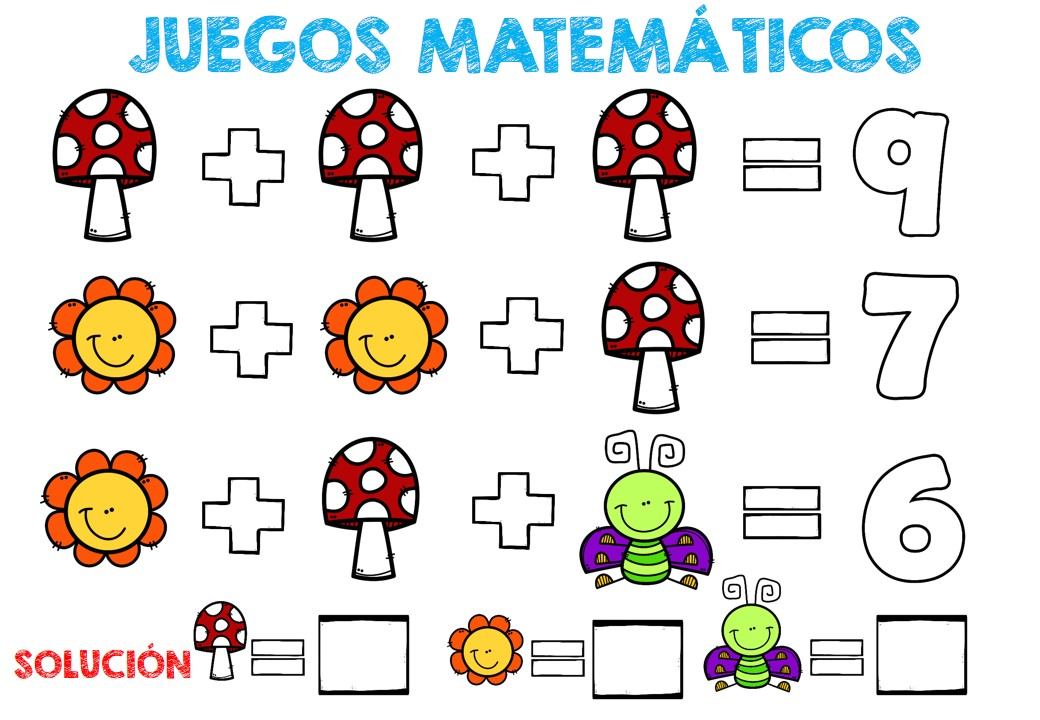 JUEGOS MATEMÁTICOS
+ + = 9
+ + = 7
+ + = 6
SOLUCIÓN = = =